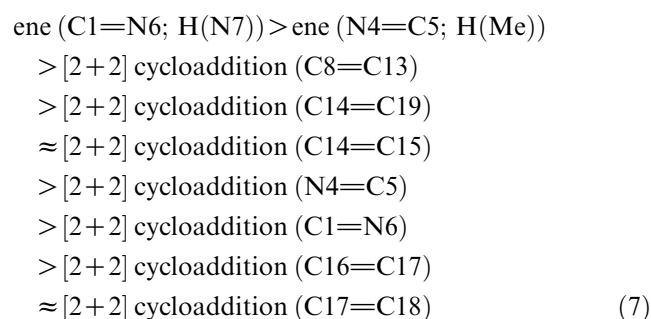 ene (C1=N6; H(N7)) > ene (N4=C5; H(Me))
> [2+2] cycloaddition (C8=C13)
> [2+2] cycloaddition (C14=C19)
≈ [2+2] cycloaddition (C14=C15)
> [2+2] cycloaddition (N4=C5)
> [2+2] cycloaddition (C1=N6)
> [2+2] cycloaddition (C16=C17)
≈ [2+2] cycloaddition (C17=C18) (7)